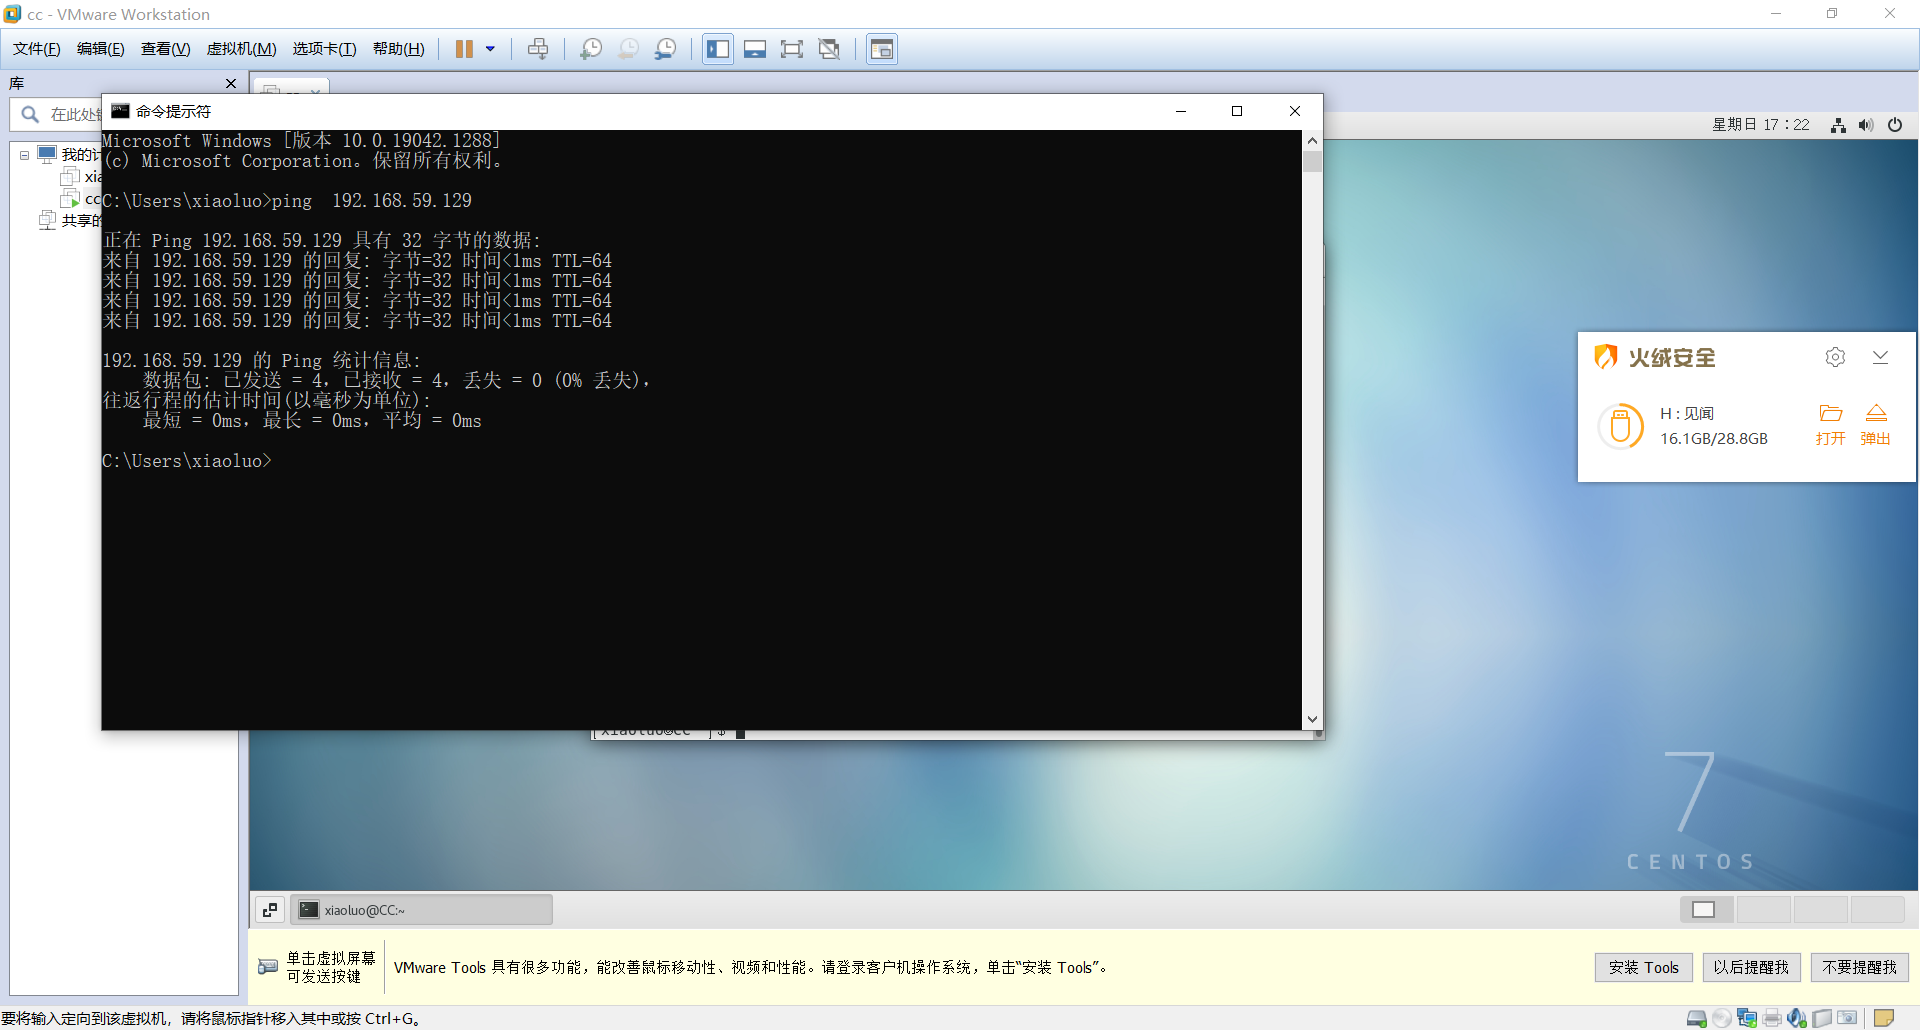 cc - VMware Workstation
文件(F) 编辑(E) 查看(V) 虚拟机(M) 选项卡(T) 帮助(H)
库
在此处
我的
xia
cc
共享的
命令提示符
Microsoft Windows [版本 10.0.19042.1288]
(c) Microsoft Corporation。保留所有权利。
C:\Users\xiaoluo>ping  192.168.59.129
正在 Ping 192.168.59.129 具有 32 字节的数据:
来自 192.168.59.129 的回复: 字节=32 时间<1ms TTL=64
来自 192.168.59.129 的回复: 字节=32 时间<1ms TTL=64
来自 192.168.59.129 的回复: 字节=32 时间<1ms TTL=64
来自 192.168.59.129 的回复: 字节=32 时间<1ms TTL=64
192.168.59.129 的 Ping 统计信息:
数据包: 已发送 = 4，已接收 = 4，丢失 = 0 (0% 丢失)，
往返行程的估计时间(以毫秒为单位):
最短 = 0ms，最长 = 0ms，平均 = 0ms
C:\Users\xiaoluo>
星期日 17：22
火绒安全
H : 见闻
16.1GB/28.8GB
打开 弹出
[xiaoluo@CC ~]$
7
CENTOS
xiaoluo@CC:~
单击虚拟屏幕
可发送按键
VMware Tools 具有很多功能，能改善鼠标移动性、视频和性能。请登录客户机操作系统，单击“安装 Tools”。
安装 Tools 以后提醒我 不要提醒我
要将输入定向到该虚拟机，请将鼠标指针移入其中或按 Ctrl+G。